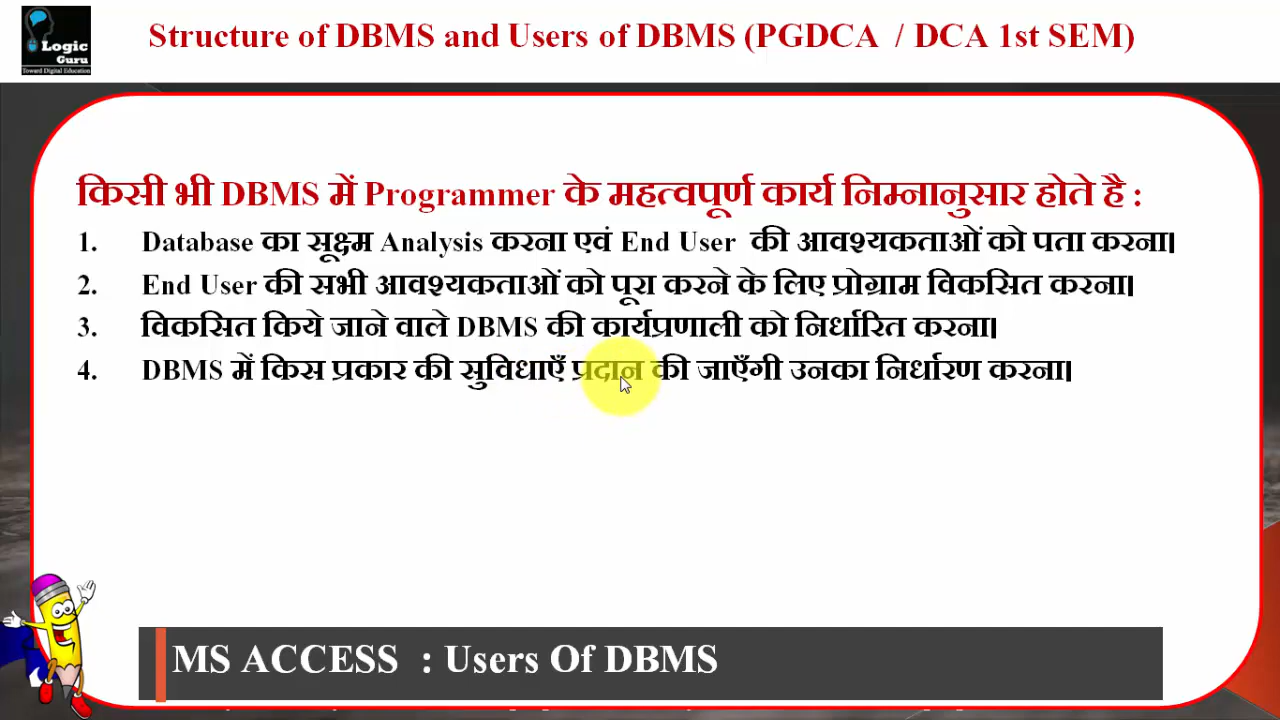 Logic
Guru
Toward Digital Education
Structure of DBMS and Users of DBMS (PGDCA / DCA 1st SEM)
किसी भी DBMS में Programmer के महत्वपूर्ण कार्य निम्नानुसार होते है :
1. Database का सूक्ष्म Analysis करना एवं End User की आवश्यकताओं को पता करना।
2. End User की सभी आवश्यकताओं को पूरा करने के लिए प्रोग्राम विकसित करना।
3. विकसित किये जाने वाले DBMS की कार्यप्रणाली को निर्धारित करना।
4. DBMS में किस प्रकार की सुविधाएँ प्रदान की जाएँगी उनका निर्धारण करना।
MS ACCESS : Users Of DBMS